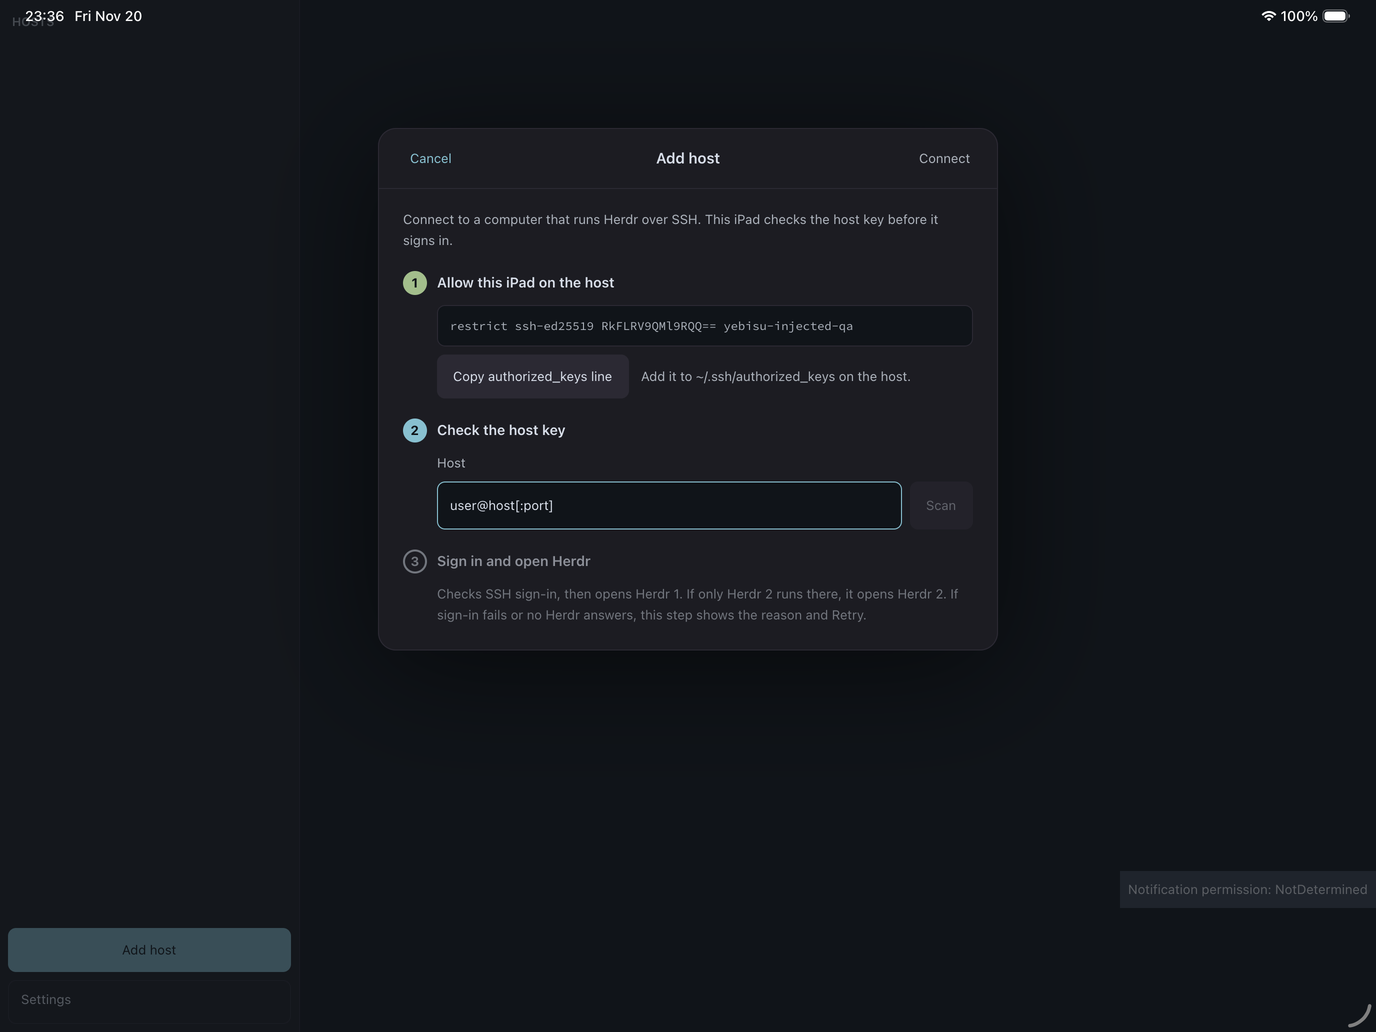 23:36 Fri Nov 20
100%
HOSTS
Cancel
Add host
Connect
Connect to a computer that runs Herdr over SSH. This iPad checks the host key before it
signs in.
1 Allow this iPad on the host
restrict ssh-ed25519 RkFLRV9QMl9RQQ== yebisu-injected-qa
Copy authorized_keys line
Add it to ~/.ssh/authorized_keys on the host.
2 Check the host key
Host
user@host[:port]
Scan
3 Sign in and open Herdr
Checks SSH sign-in, then opens Herdr 1. If only Herdr 2 runs there, it opens Herdr 2. If
sign-in fails or no Herdr answers, this step shows the reason and Retry.
Notification permission: NotDetermined
Add host
Settings